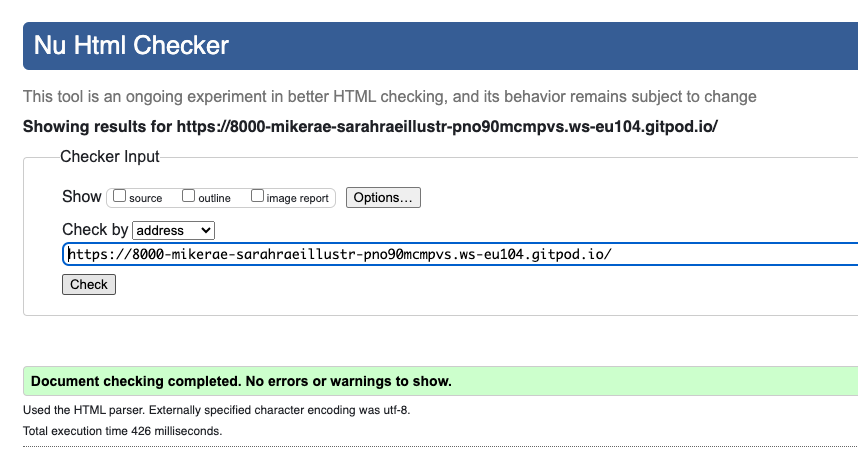 Nu Html Checker
This tool is an ongoing experiment in better HTML checking, and its behavior remains subject to change
Showing results for https://8000-mikerae-sarahraeillustr-pno90mcmpvs.ws-eu104.gitpod.io/
Checker Input
Show source outline image report Options...
Check by address
https://8000-mikerae-sarahraeillustr-pno90mcmpvs.ws-eu104.gitpod.io/
Check
Document checking completed. No errors or warnings to show.
Used the HTML parser. Externally specified character encoding was utf-8.
Total execution time 426 milliseconds.